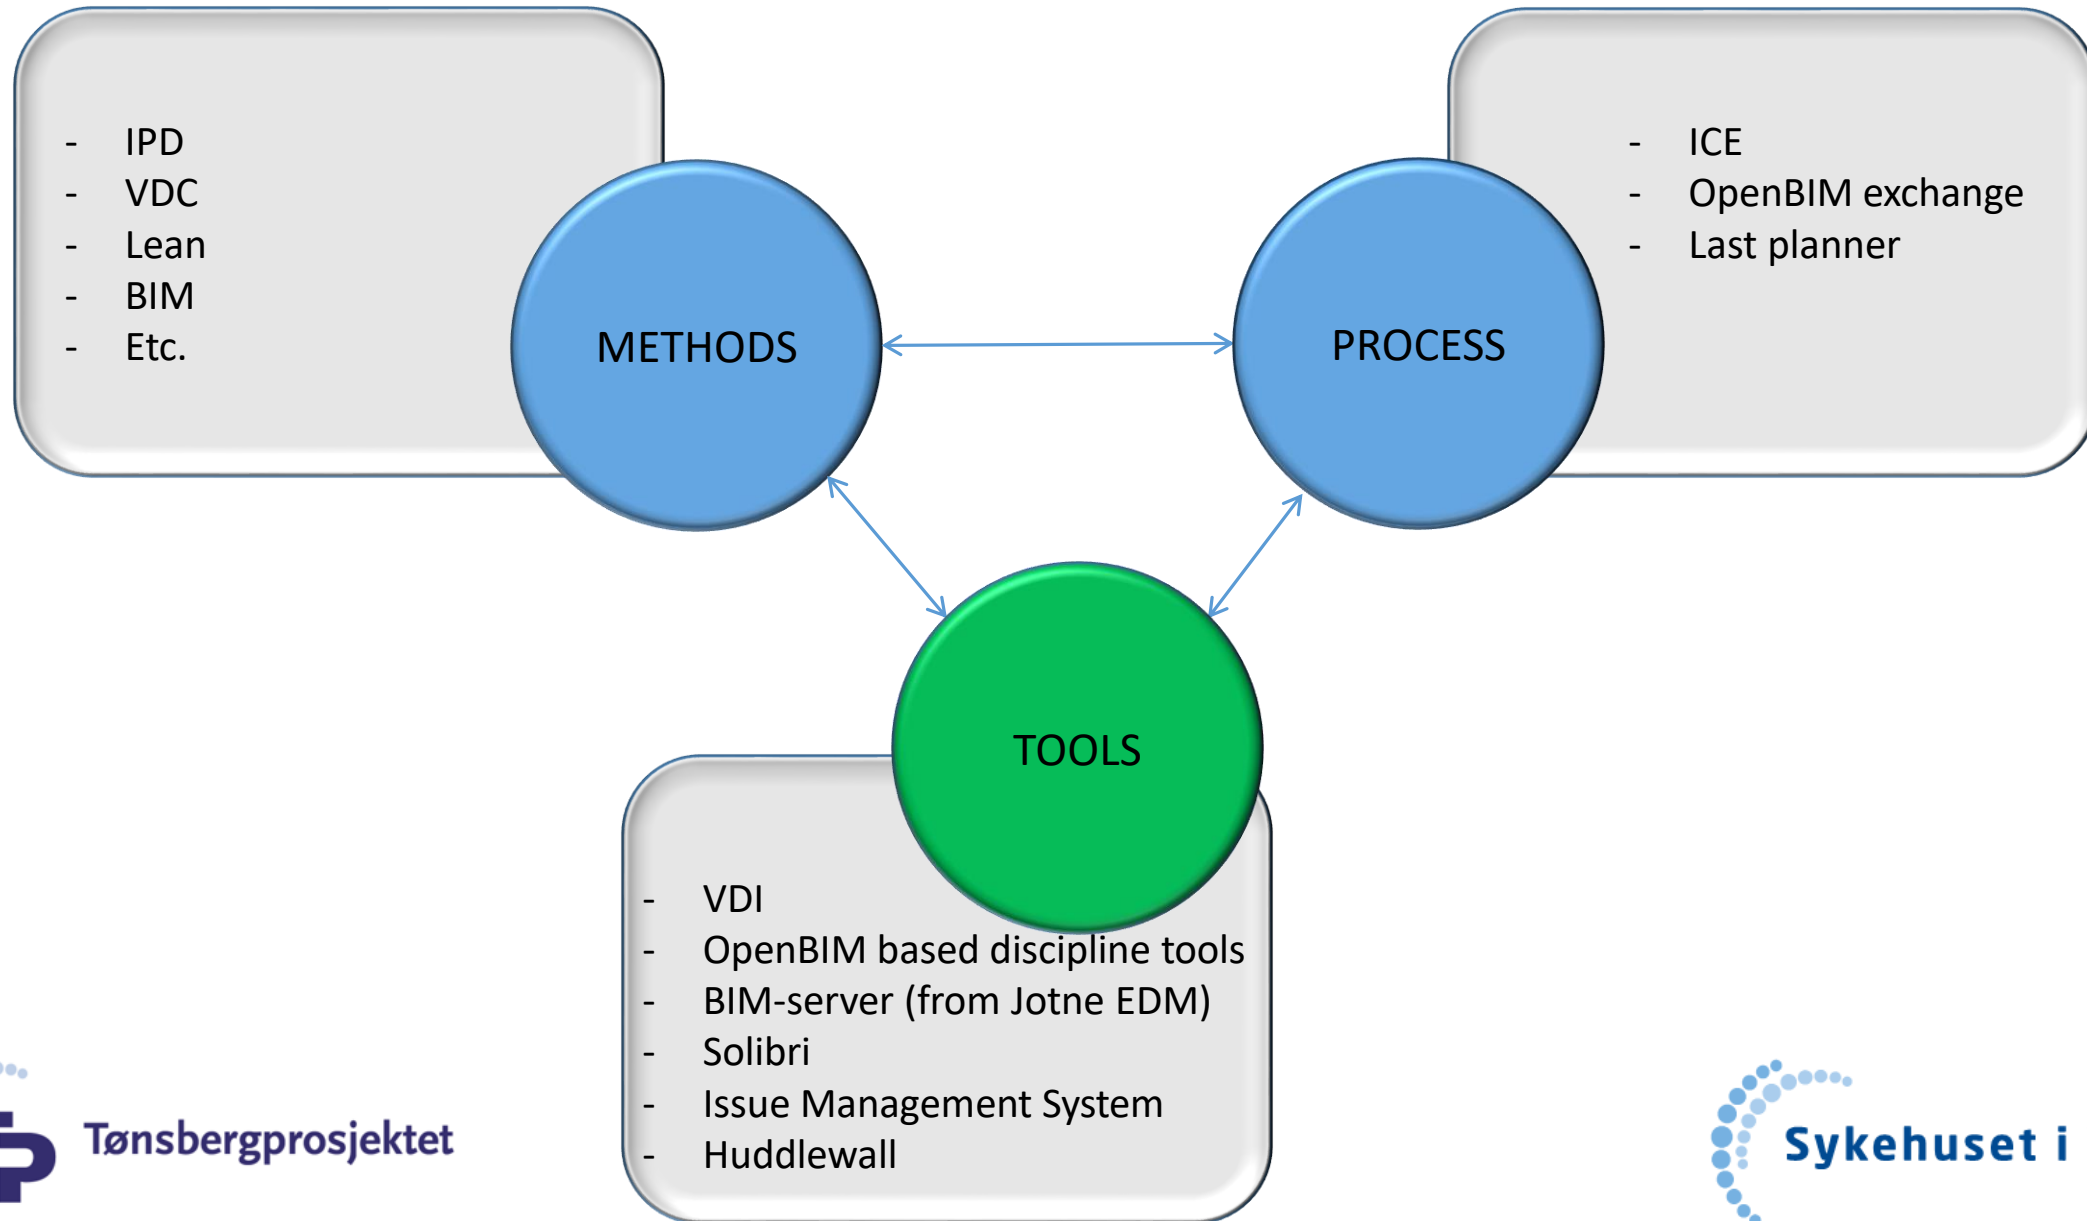 - IPD
- VDC
- Lean
- BIM
- Etc.
METHODS
- ICE
- OpenBIM exchange
- Last planner
PROCESS
TOOLS
- VDI
- OpenBIM based discipline tools
- BIM-server (from Jotne EDM)
- Solibri
- Issue Management System
- Huddlewall
Tønsbergprosjektet
Sykehuset i